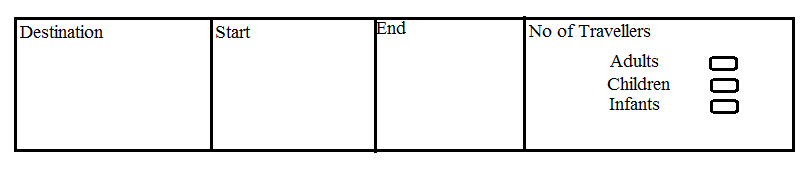 Destination
Start
End
No of Travellers
Adults
Children
Infants